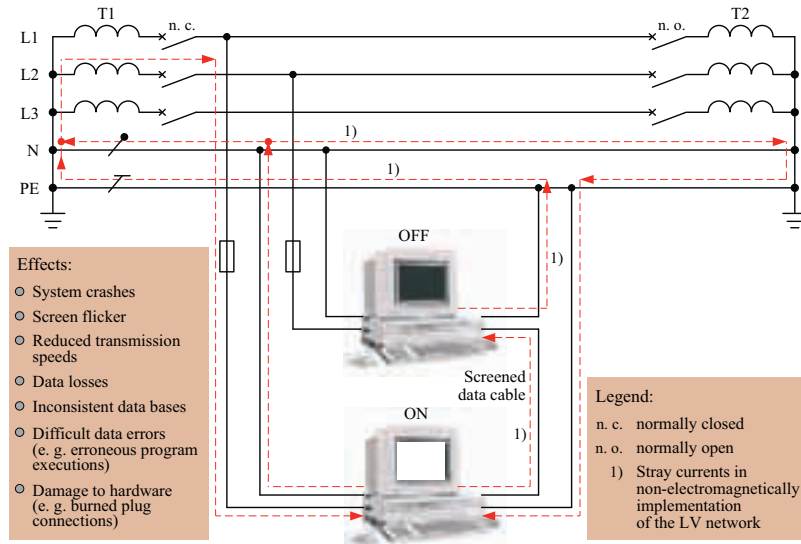 T1
n. c.
n. o.
T2
L1
L2
L3
1)
N
1)
PE
OFF
1)
Effects:
System crashes
Screen flicker
Reduced transmission
speeds
Data losses
Inconsistent data bases
Difficult data errors
(e. g. erroneous program
executions)
Damage to hardware
(e. g. burned plug
connections)
Screened
data cable
ON
1)
Legend:
n. c. normally closed
n. o. normally open
1) Stray currents in
non-electromagnetically
implementation
of the LV network